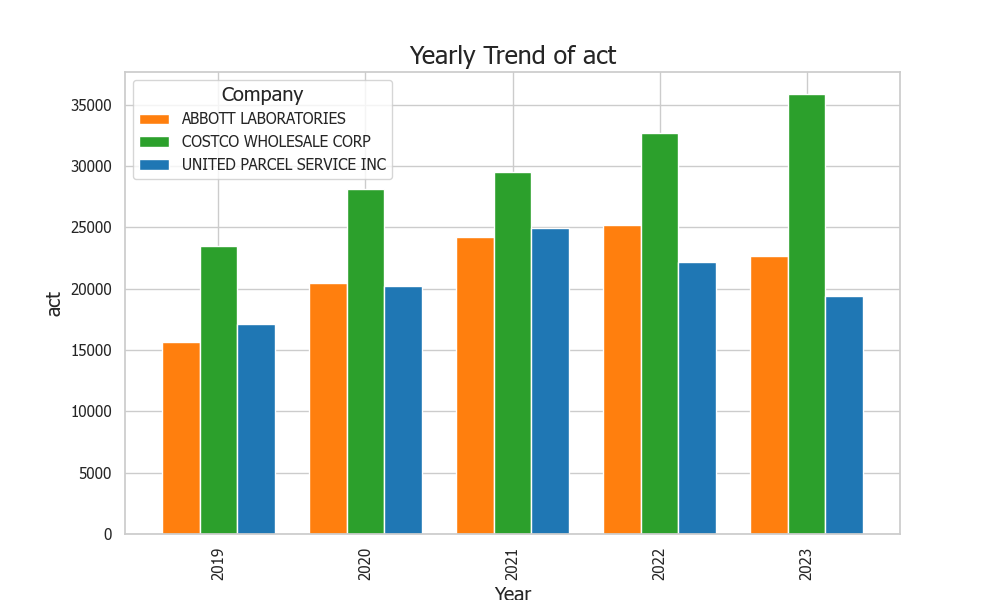 Yearly Trend of act
Company
ABBOTT LABORATORIES
COSTCO WHOLESALE CORP
UNITED PARCEL SERVICE INC
35000
30000
25000
20000
15000
10000
5000
0
act
2019
2020
2021
2022
2023
Year